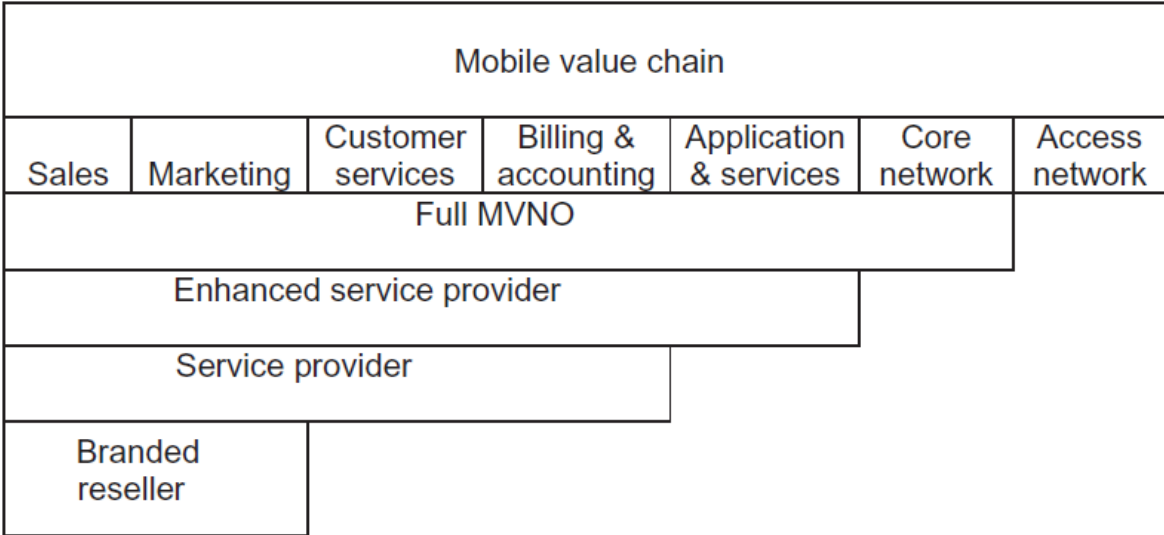 Mobile value chain
Sales
Marketing
Customer
services
Billing &
accounting
Application
& services
Core
network
Access
network
Full MVNO
Enhanced service provider
Service provider
Branded
reseller